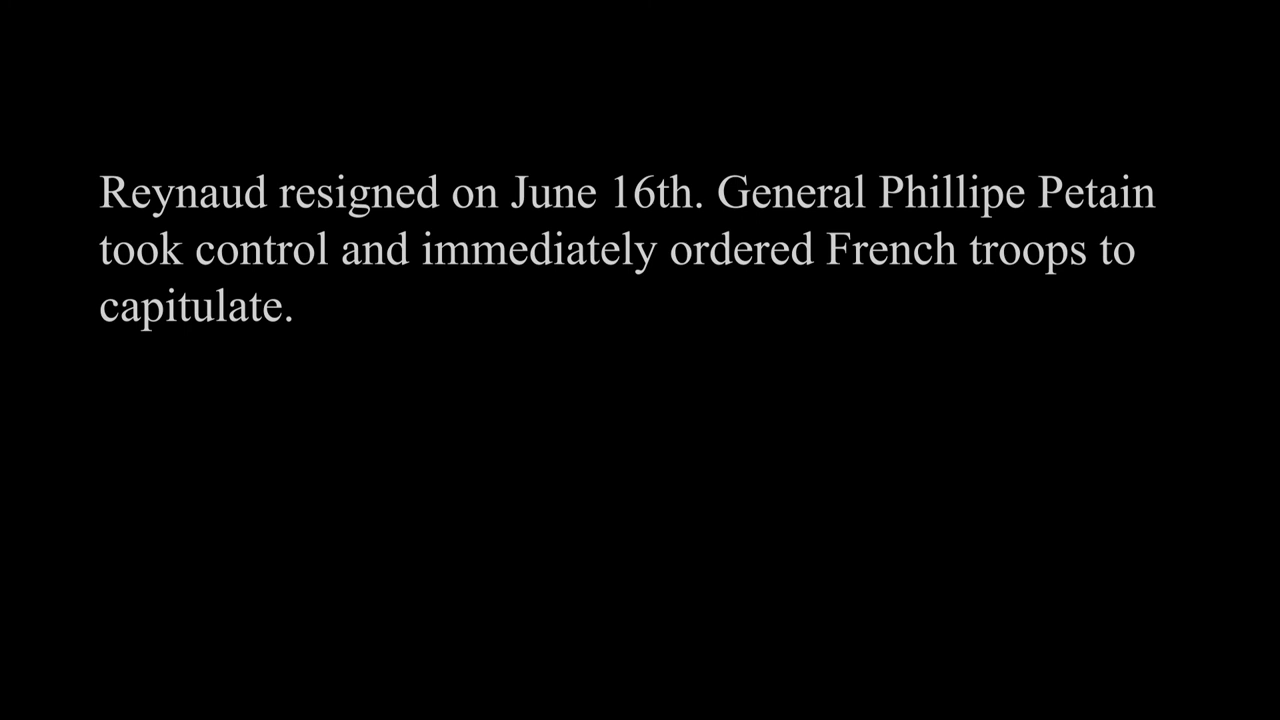 Reynaud resigned on June 16th. General Phillipe Petain
took control and immediately ordered French troops to
capitulate.